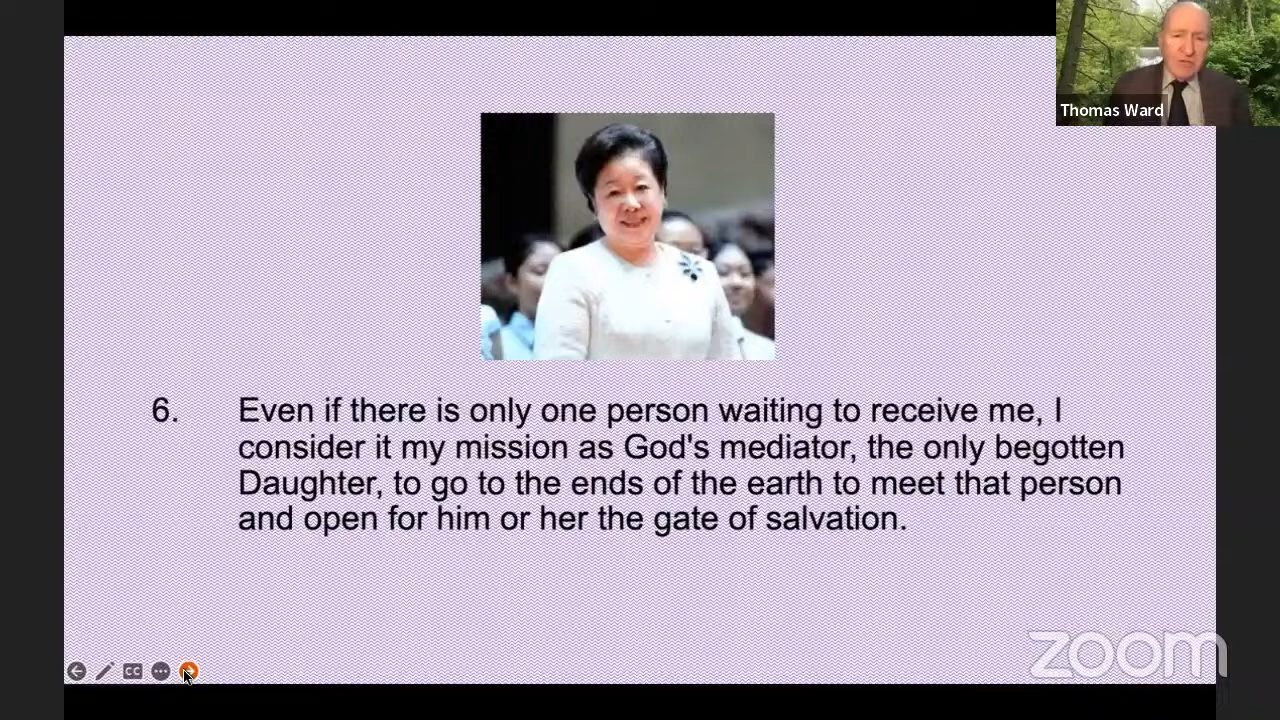 Thomas Ward
6. Even if there is only one person waiting to receive me, I
consider it my mission as God's mediator, the only begotten
Daughter, to go to the ends of the earth to meet that person
and open for him or her the gate of salvation.
CC
zoom